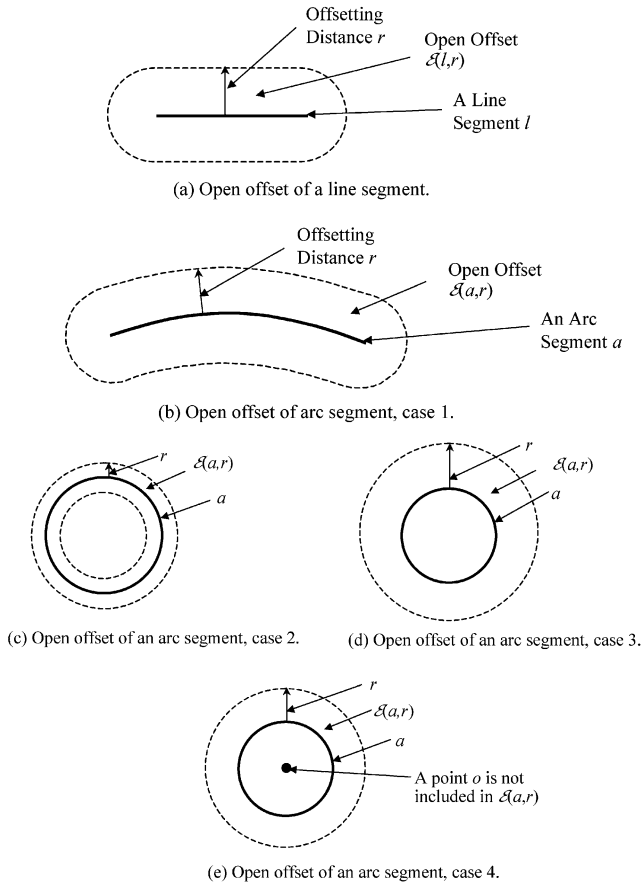 Offsetting
Distance r
Open Offset
ℰ(l,r)
A Line
Segment l
(a) Open offset of a line segment.
Offsetting
Distance r
Open Offset
ℰ(a,r)
An Arc
Segment a
(b) Open offset of arc segment, case 1.
r
ℰ(a,r)
a
(c) Open offset of an arc segment, case 2.
r
ℰ(a,r)
a
(d) Open offset of an arc segment, case 3.
r
ℰ(a,r)
a
A point o is not
included in ℰ(a,r)
(e) Open offset of an arc segment, case 4.